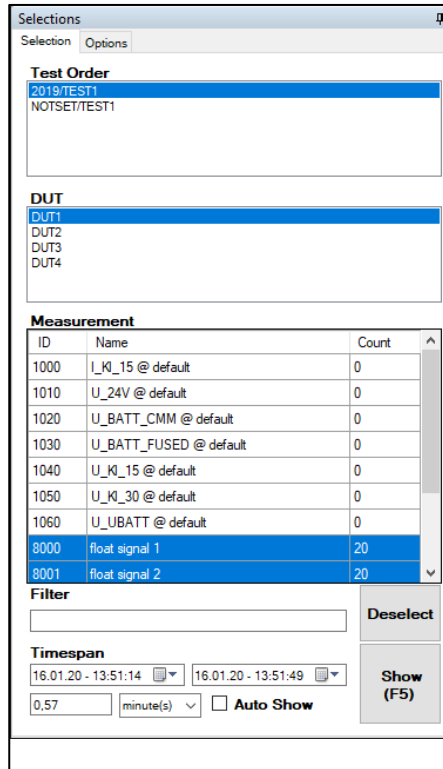 Selections
Selection Options
Test Order
2019/TEST1
NOTSET/TEST1
DUT
DUT1
DUT2
DUT3
DUT4
Measurement
ID Name Count
1000 I_KI_15 @ default 0
1010 U_24V @ default 0
1020 U_BATT_CMM @ default 0
1030 U_BATT_FUSED @ default 0
1040 U_KI_15 @ default 0
1050 U_KI_30 @ default 0
1060 U_UBATT @ default 0
8000 float signal 1 20
8001 float signal 2 20
Filter
Deselect
Timespan
16.01.20 - 13:51:14 16.01.20 - 13:51:49
0,57 minute(s) Auto Show
Show
(F5)